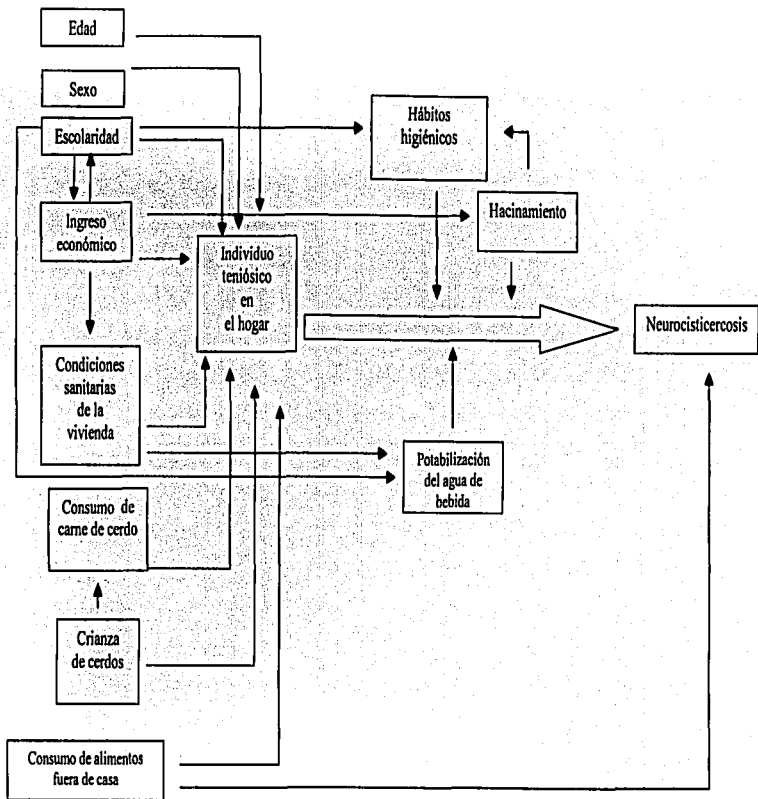 Edad
Sexo
Escolaridad
Hábitos
higiénicos
Ingreso
económico
Hacinamiento
Individuo
teniósico
en
el hogar
Neurocisticercosis
Condiciones
sanitarias
de la
vivienda
Potabilización
del agua de
bebida
Consumo de
carne de cerdo
Crianza
de cerdos
Consumo de alimentos
fuera de casa